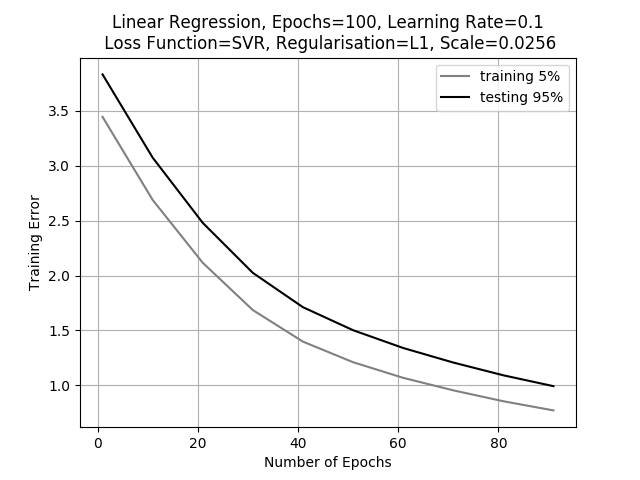 Linear Regression, Epochs=100, Learning Rate=0.1
Loss Function=SVR, Regularisation=L1, Scale=0.0256
training 5%
testing 95%
3.5
3.0
2.5
2.0
1.5
1.0
Training Error
0 20 40 60 80
Number of Epochs